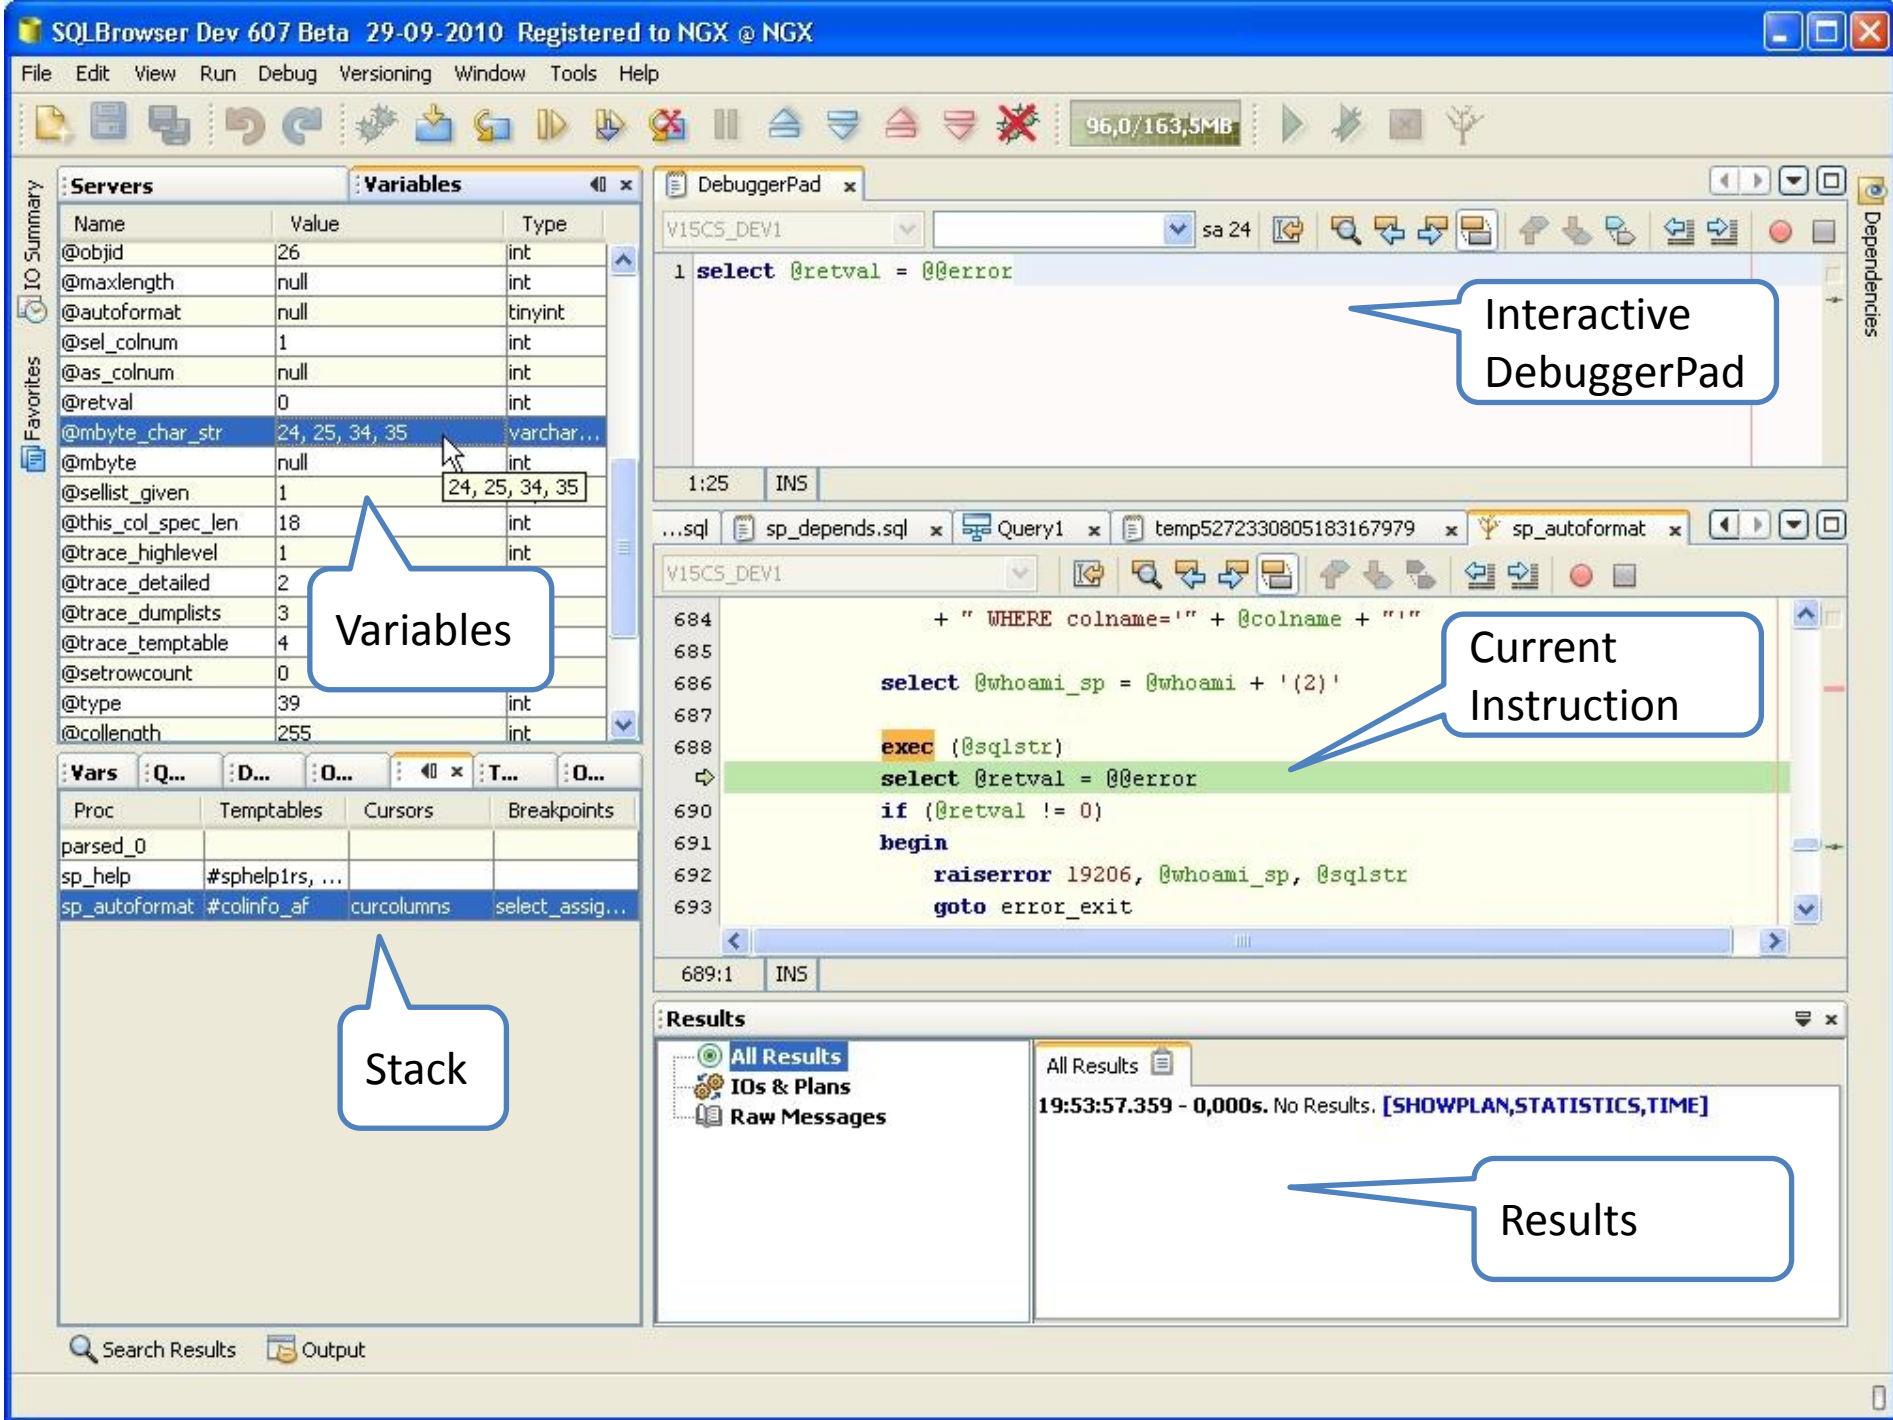 SQLBrowser Dev 607 Beta 29-09-2010 Registered to NGX @ NGX
File Edit View Run Debug Versioning Window Tools Help
96,0/163,5MB
IO Summary
Favorites
Servers Variables
Name Value Type
@objid 26 int
@maxlength null int
@autoformat null tinyint
@sel_colnum 1 int
@as_colnum null int
@retval 0 int
@mbyte_char_str 24, 25, 34, 35 varchar...
@mbyte null int
24, 25, 34, 35
@sellist_given 1
@this_col_spec_len 18 int
@trace_highlevel 1 int
@trace_detailed 2
@trace_dumplists 3
@trace_temptable 4
@setrowcount 0
@type 39 int
@collength 255 int
Variables
Vars Q... D... O... T... O...
Proc Temptables Cursors Breakpoints
parsed_0
sp_help #sphelp1rs, ...
sp_autoformat #colinfo_af curcolumns select_assig...
Stack
DebuggerPad
V15CS_DEV1 sa 24
1 select @retval = @@error
Interactive
DebuggerPad
1:25 INS
...sql sp_depends.sql Query1 temp5272330805183167979 sp_autoformat
V15CS_DEV1
684 + " WHERE colname='" + @colname + "'"
685
686 select @whoami_sp = @whoami + '(2)'
687
688 exec (@sqlstr)
select @retval = @@error
690 if (@retval != 0)
691 begin
692 raiserror 19206, @whoami_sp, @sqlstr
693 goto error_exit
Current
Instruction
689:1 INS
Results
All Results
IOs & Plans
Raw Messages
All Results
19:53:57.359 - 0,000s. No Results. [SHOWPLAN,STATISTICS,TIME]
Results
Dependencies
Search Results Output